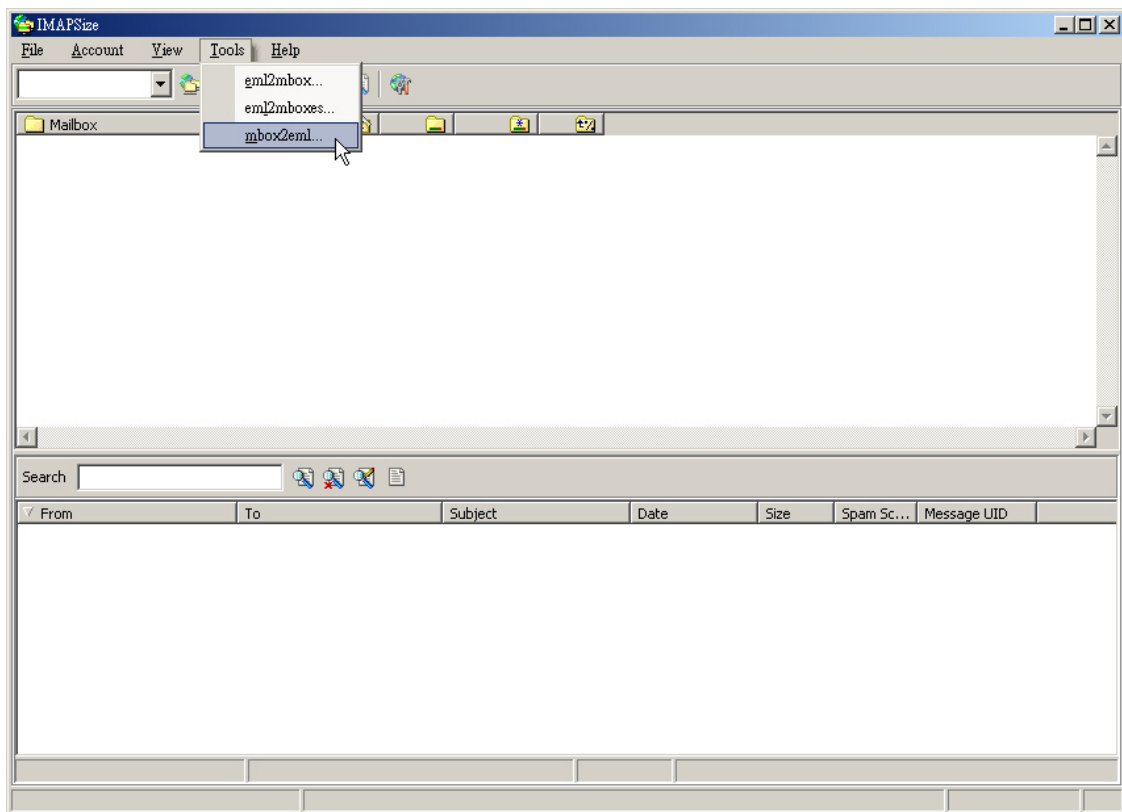 IMAPSize
File Account View Tools Help
eml2mbox...
eml2mboxes...
mbox2eml...
Mailbox
Search
From To Subject Date Size Spam Sc... Message UID